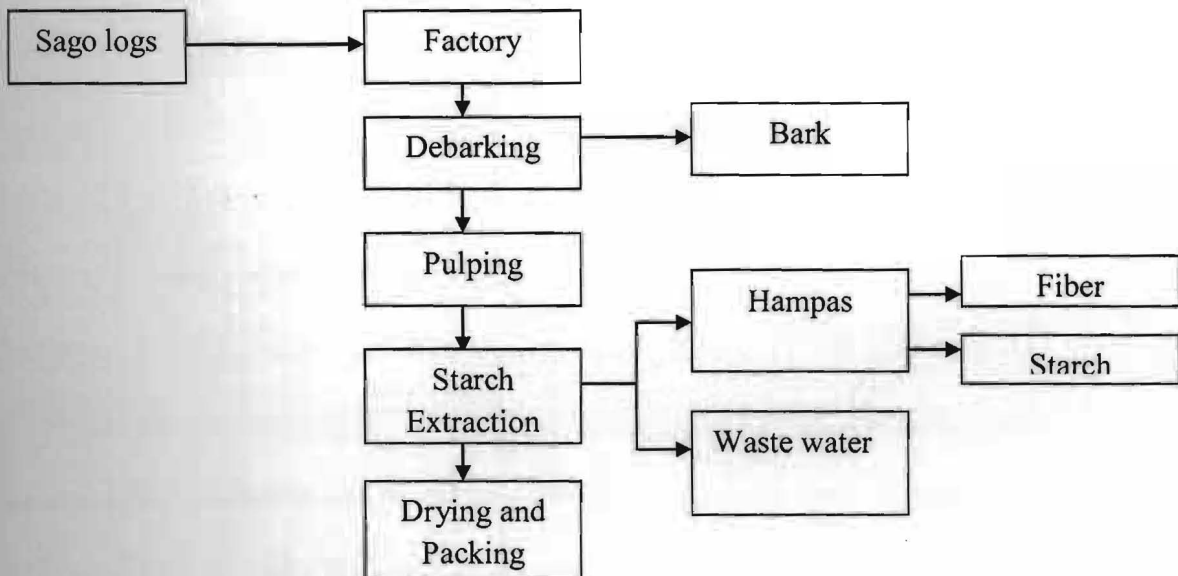 Sago logs
Factory
Debarking
Bark
Pulping
Hampas
Fiber
Starch
Starch
Extraction
Waste water
Drying and
Packing